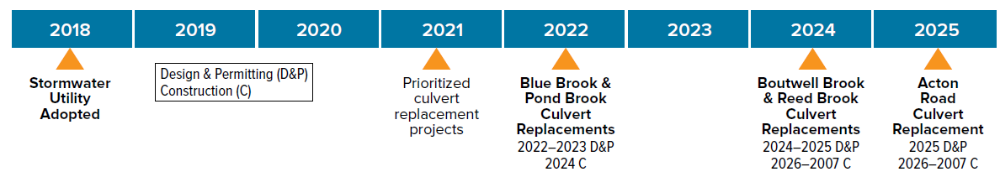 2018 2019 2020 2021 2022 2023 2024 2025
Stormwater
Utility
Adopted
Design & Permitting (D&P)
Construction (C)
Prioritized
culvert
replacement
projects
Blue Brook &
Pond Brook
Culvert
Replacements
2022–2023 D&P
2024 C
Boutwell Brook
& Reed Brook
Culvert
Replacements
2024–2025 D&P
2026–2007 C
Acton
Road
Culvert
Replacement
2025 D&P
2026–2007 C